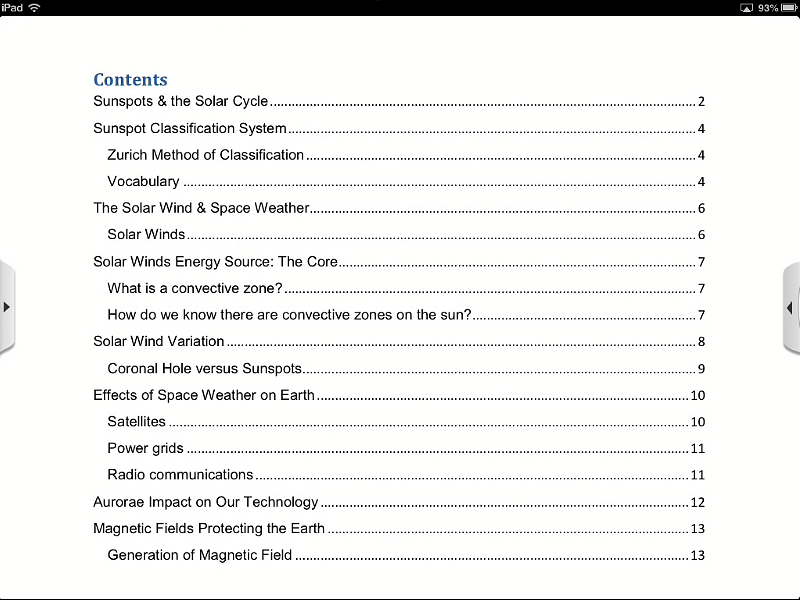 iPad 93%
Contents
Sunspots & the Solar Cycle........................................................................................................ 2
Sunspot Classification System.................................................................................................... 4
Zurich Method of Classification................................................................................................ 4
Vocabulary ............................................................................................................................ 4
The Solar Wind & Space Weather............................................................................................... 6
Solar Winds........................................................................................................................... 6
Solar Winds Energy Source: The Core........................................................................................ 7
What is a convective zone?..................................................................................................... 7
How do we know there are convective zones on the sun?....................................................... 7
Solar Wind Variation .................................................................................................................. 8
Coronal Hole versus Sunspots................................................................................................ 9
Effects of Space Weather on Earth............................................................................................ 10
Satellites ............................................................................................................................... 10
Power grids .......................................................................................................................... 11
Radio communications.......................................................................................................... 11
Aurorae Impact on Our Technology........................................................................................... 12
Magnetic Fields Protecting the Earth ......................................................................................... 13
Generation of Magnetic Field ................................................................................................. 13